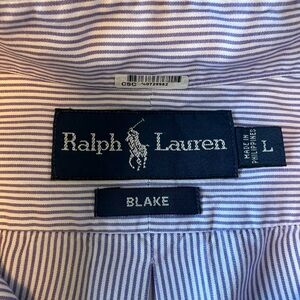 CSC
Ralph Lauren
MADE IN
PHILIPPINES
L
BLAKE